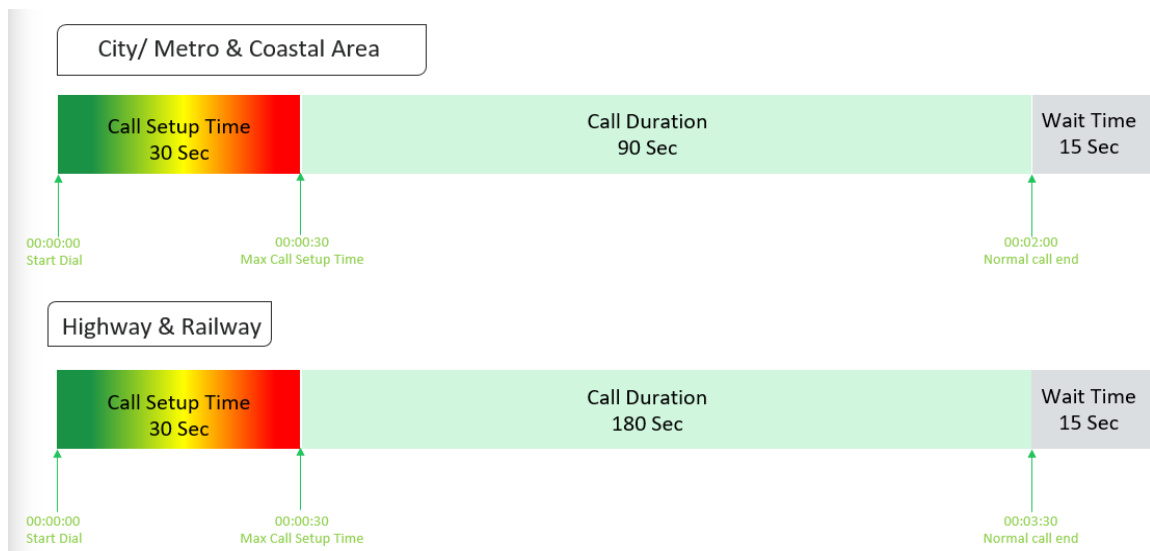 City/ Metro & Coastal Area
Call Setup Time
30 Sec
Call Duration
90 Sec
Wait Time
15 Sec
00:00:00
Start Dial
00:00:30
Max Call Setup Time
00:02:00
Normal call end
Highway & Railway
Call Setup Time
30 Sec
Call Duration
180 Sec
Wait Time
15 Sec
00:00:00
Start Dial
00:00:30
Max Call Setup Time
00:03:30
Normal call end